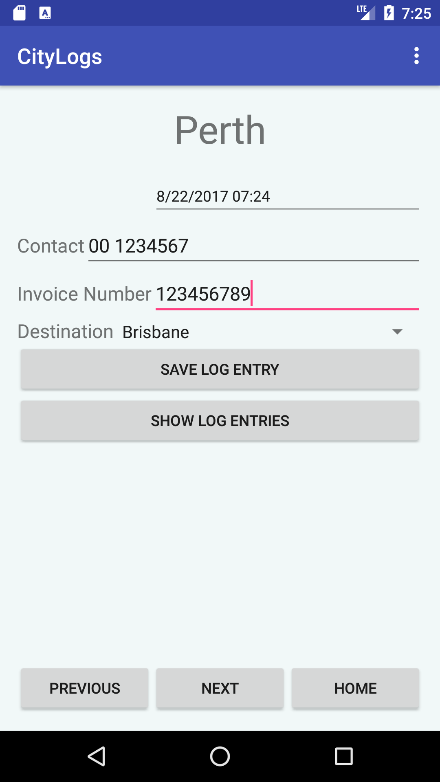 LTE 7:25
CityLogs
Perth
8/22/2017 07:24
Contact 00 1234567
Invoice Number 123456789
Destination Brisbane
SAVE LOG ENTRY
SHOW LOG ENTRIES
PREVIOUS NEXT HOME